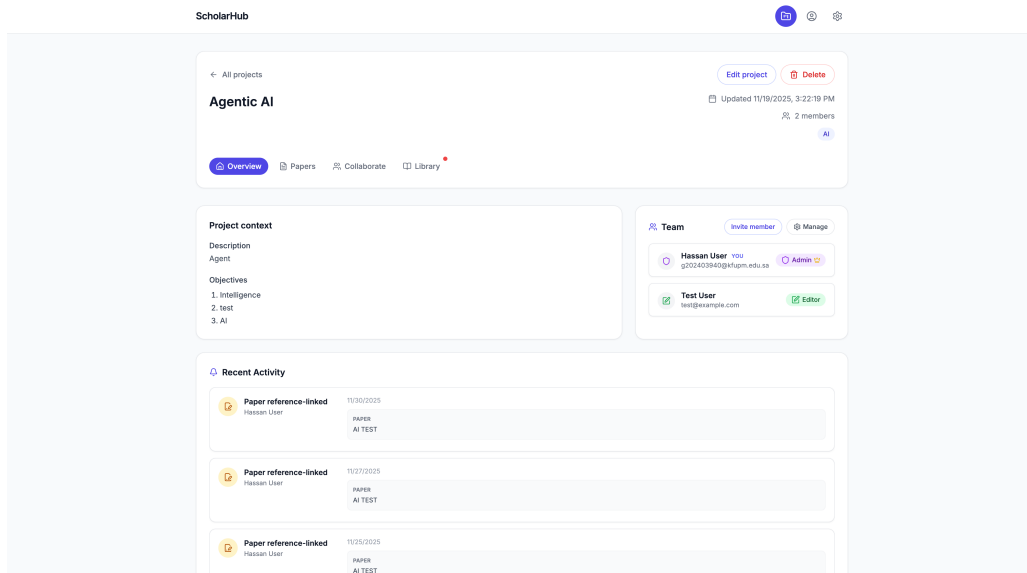 ScholarHub
All projects
Edit project
Delete
Agentic AI
Updated 11/19/2025, 3:22:19 PM
2 members
AI
Overview
Papers
Collaborate
Library
Project context
Description
Agent
Objectives
1. Intelligence
2. test
3. AI
Team
Invite member
Manage
Hassan User YOU
g202403940@kfupm.edu.sa
Admin
Test User
test@example.com
Editor
Recent Activity
Paper reference-linked
Hassan User
11/30/2025
PAPER
AI TEST
Paper reference-linked
Hassan User
11/27/2025
PAPER
AI TEST
Paper reference-linked
Hassan User
11/25/2025
PAPER
AI TEST